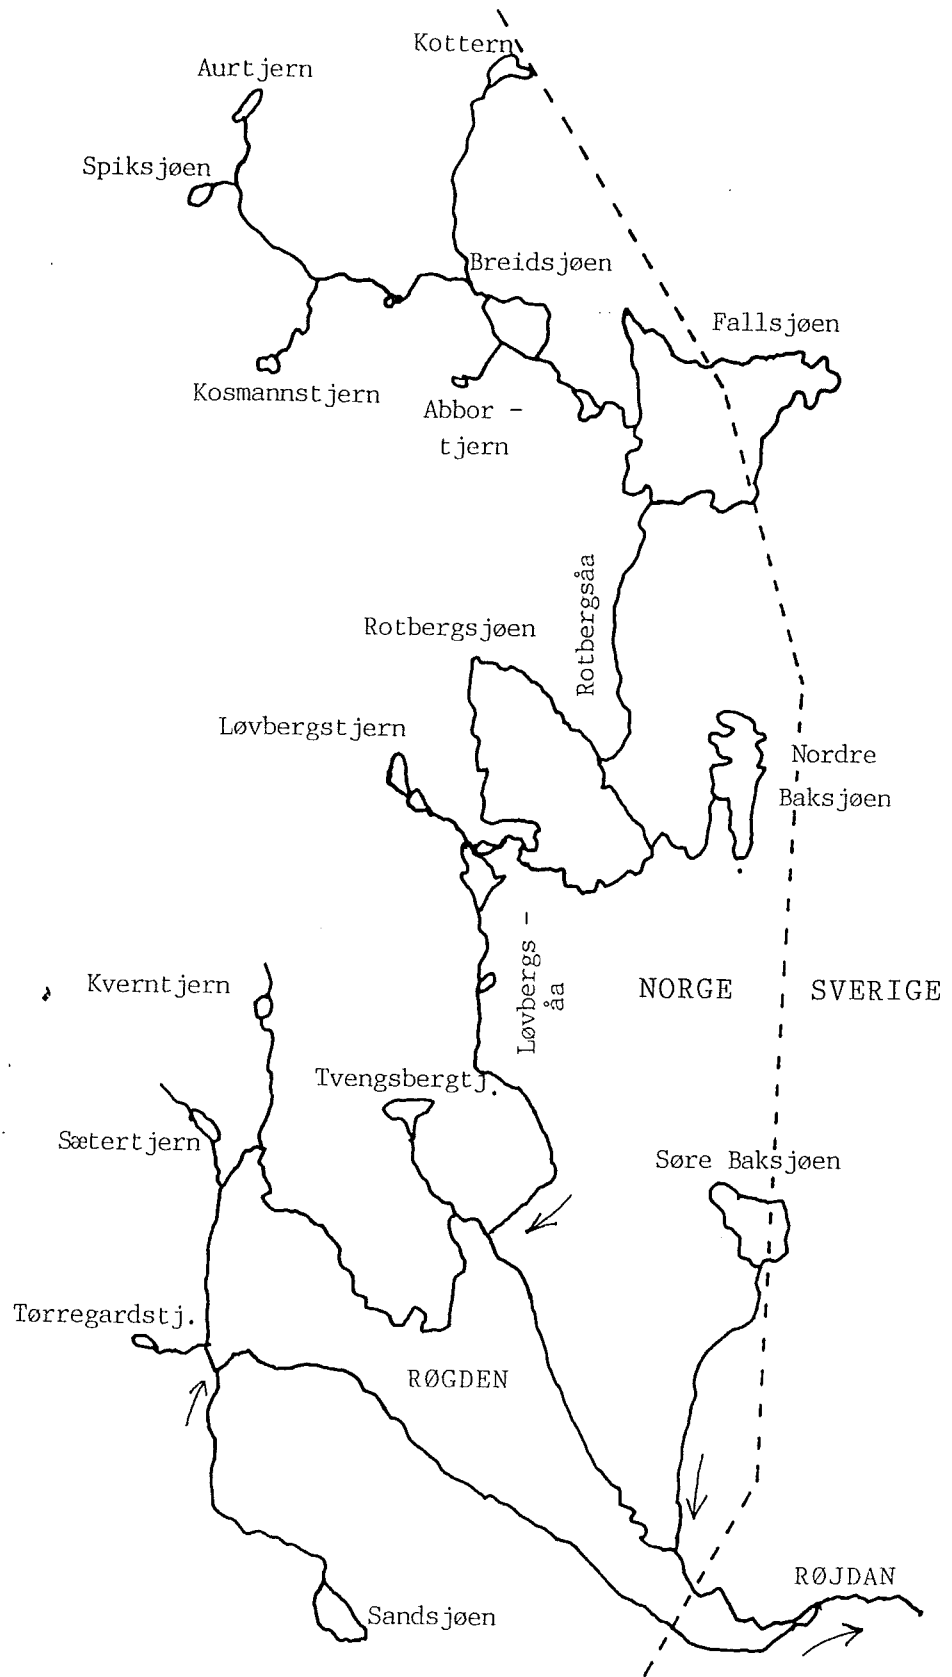 Kottern
Aurtjern
Spiksjøen
Breidsjøen
Fallsjøen
Kosmannstjern
Abbor -
tjern
Rotbergsåa
Rotbergsjøen
Løvbergstjern
Nordre
Baksjøen
Løvbergs -
åa
Kverntjern
NORGE
SVERIGE
Tvengsbergtj.
Sætertjern
Søre Baksjøen
Tørregardstj.
RØGDEN
RØJDAN
Sandsjøen